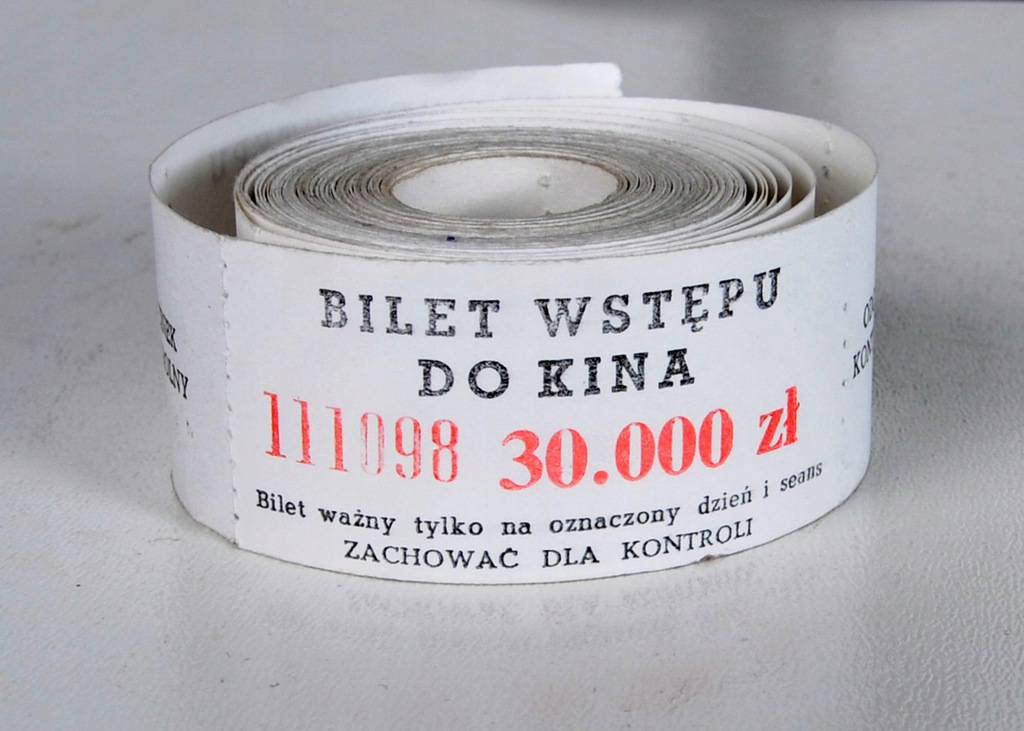 BILET WSTĘPU
DO KINA
111098 30.000 zł
Bilet ważny tylko na oznaczony dzień i seans
ZACHOWAĆ DLA KONTROLI